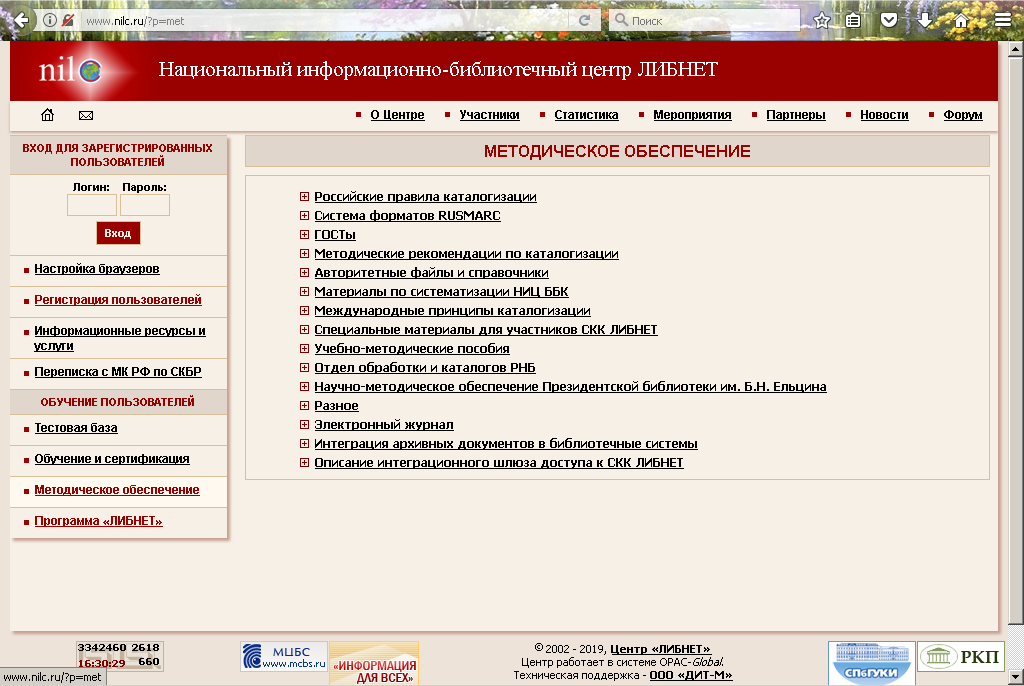 www.nilc.ru/?p=met
Поиск
nilc
Национальный информационно-библиотечный центр ЛИБНЕТ
О Центре
Участники
Статистика
Мероприятия
Партнеры
Новости
Форум
ВХОД ДЛЯ ЗАРЕГИСТРИРОВАННЫХ
ПОЛЬЗОВАТЕЛЕЙ
Логин: Пароль:
Вход
Настройка браузеров
Регистрация пользователей
Информационные ресурсы и
услуги
Переписка с МК РФ по СКБР
ОБУЧЕНИЕ ПОЛЬЗОВАТЕЛЕЙ
Тестовая база
Обучение и сертификация
Методическое обеспечение
Программа «ЛИБНЕТ»
МЕТОДИЧЕСКОЕ ОБЕСПЕЧЕНИЕ
Российские правила каталогизации
Система форматов RUSMARC
ГОСТы
Методические рекомендации по каталогизации
Авторитетные файлы и справочники
Материалы по систематизации НИЦ ББК
Международные принципы каталогизации
Специальные материалы для участников СКК ЛИБНЕТ
Учебно-методические пособия
Отдел обработки и каталогов РНБ
Научно-методическое обеспечение Президентской библиотеки им. Б.Н. Ельцина
Разное
Электронный журнал
Интеграция архивных документов в библиотечные системы
Описание интеграционного шлюза доступа к СКК ЛИБНЕТ
3342460 2618
16:30:29 660
МЦБС
www.mcbs.ru
«ИНФОРМАЦИЯ
ДЛЯ ВСЕХ»
© 2002 - 2019, Центр «ЛИБНЕТ»
Центр работает в системе OPAC-Global.
Техническая поддержка - ООО «ДИТ-М»
СПбГУКИ
РКП
www.nilc.ru/?p=met